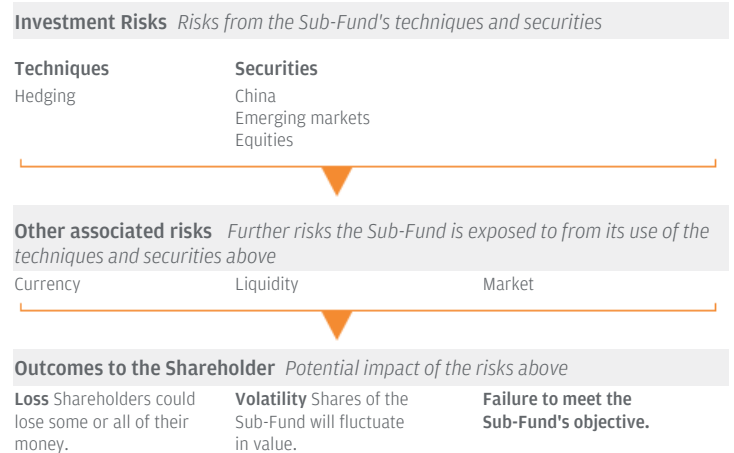 Investment Risks Risks from the Sub-Fund's techniques and securities
Techniques
Hedging
Securities
China
Emerging markets
Equities
Other associated risks Further risks the Sub-Fund is exposed to from its use of the
techniques and securities above
Currency
Liquidity
Market
Outcomes to the Shareholder Potential impact of the risks above
Loss Shareholders could
lose some or all of their
money.
Volatility Shares of the
Sub-Fund will fluctuate
in value.
Failure to meet the
Sub-Fund's objective.